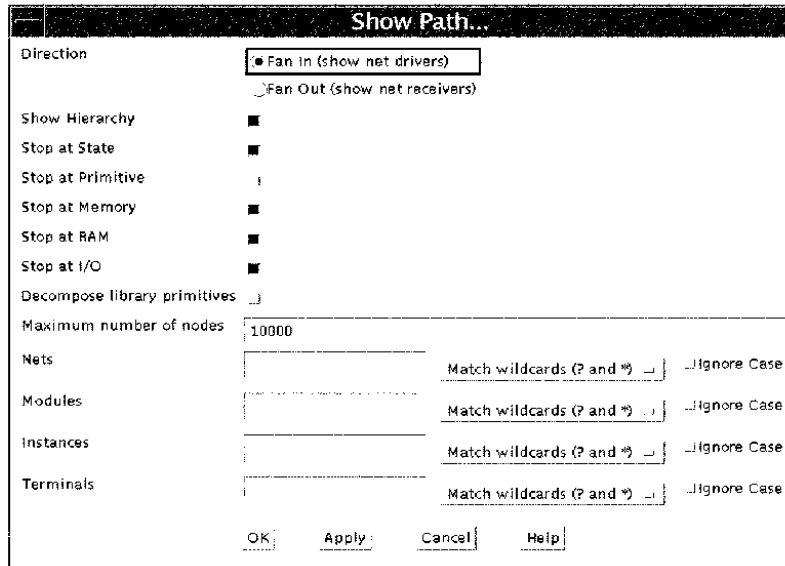 Show Path...
Direction
Fan In (show net drivers)
Fan Out (show net receivers)
Show Hierarchy
Stop at State
Stop at Primitive
Stop at Memory
Stop at RAM
Stop at I/O
Decompose library primitives
Maximum number of nodes 10000
Nets Match wildcards (? and *) Ignore Case
Modules Match wildcards (? and *) Ignore Case
Instances Match wildcards (? and *) Ignore Case
Terminals Match wildcards (? and *) Ignore Case
OK Apply Cancel Help